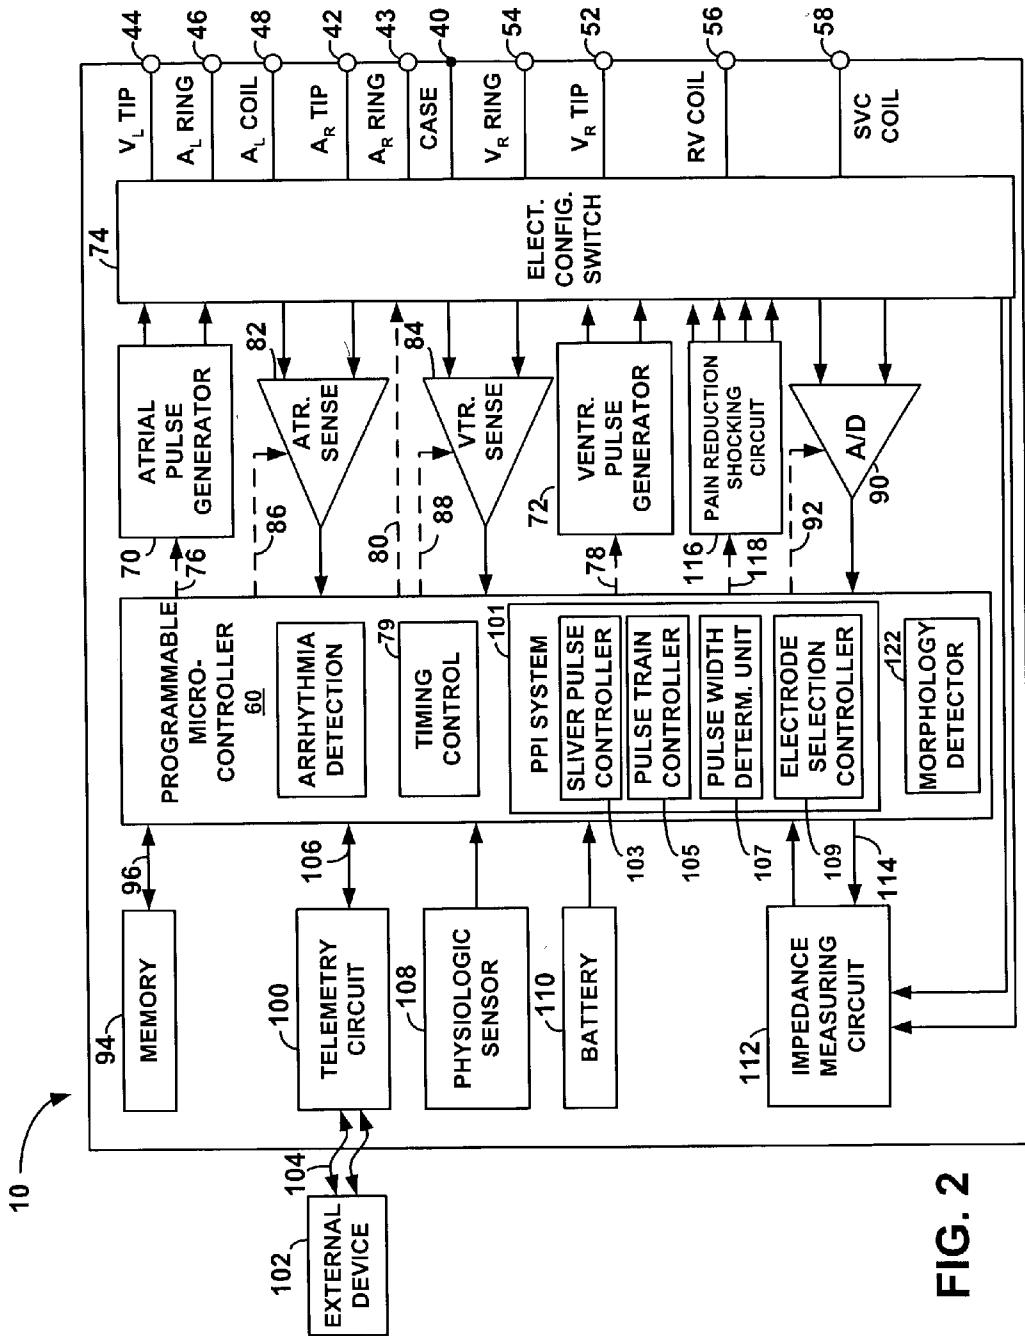 10
44
46
48
42
43
40
54
52
56
58
V_L TIP
A_L RING
A_L COIL
A_R TIP
A_R RING
CASE
V_R RING
V_R TIP
RV COIL
SVC
COIL
74
ELECT.
CONFIG.
SWITCH
ATRIAL
PULSE
GENERATOR
70
76
82
ATR.
SENSE
86
80
84
VTR.
SENSE
88
VENTR.
PULSE
GENERATOR
72
78
PAIN REDUCTION
SHOCKING
CIRCUIT
116
118
A/D
90
92
PROGRAMMABLE
MICRO-
CONTROLLER
60
ARRHYTHMIA
DETECTION
79
TIMING
CONTROL
101
PPI SYSTEM
SLIVER PULSE
CONTROLLER
PULSE TRAIN
CONTROLLER
PULSE WIDTH
DETERM. UNIT
ELECTRODE
SELECTION
CONTROLLER
103
105
107
109
122
MORPHOLOGY
DETECTOR
96
94
MEMORY
106
100
TELEMETRY
CIRCUIT
108
PHYSIOLOGIC
SENSOR
110
BATTERY
114
112
IMPEDANCE
MEASURING
CIRCUIT
104
102
EXTERNAL
DEVICE
FIG. 2